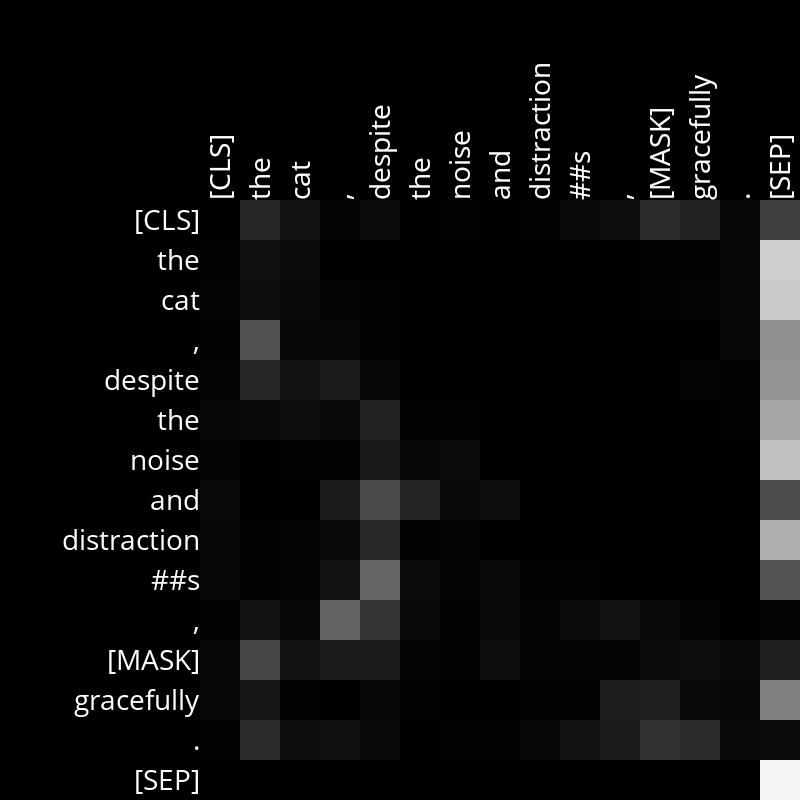 [CLS]
the
cat
,
despite
the
noise
and
distraction
##s
,
[MASK]
gracefully
.
[SEP]
[CLS]
the
cat
,
despite
the
noise
and
distraction
##s
,
[MASK]
gracefully
.
[SEP]